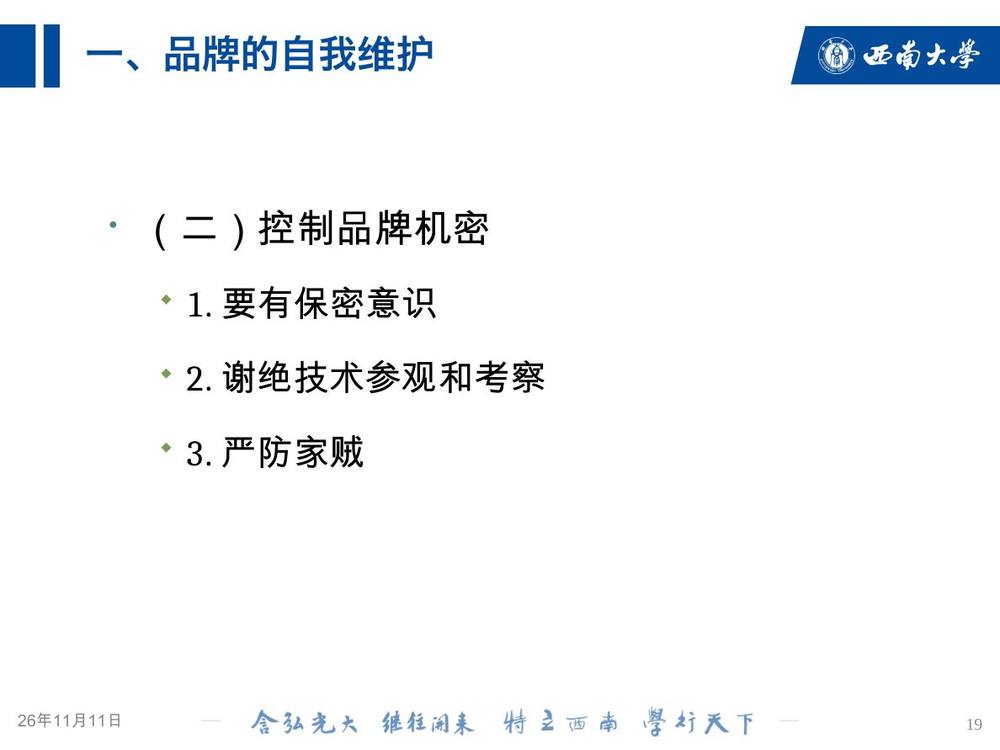 一、品牌的自我维护
西南大学
（二）控制品牌机密
1. 要有保密意识
2. 谢绝技术参观和考察
3. 严防家贼
26年11月11日
含弘光大 继往开来 特立西南 學行天下
19